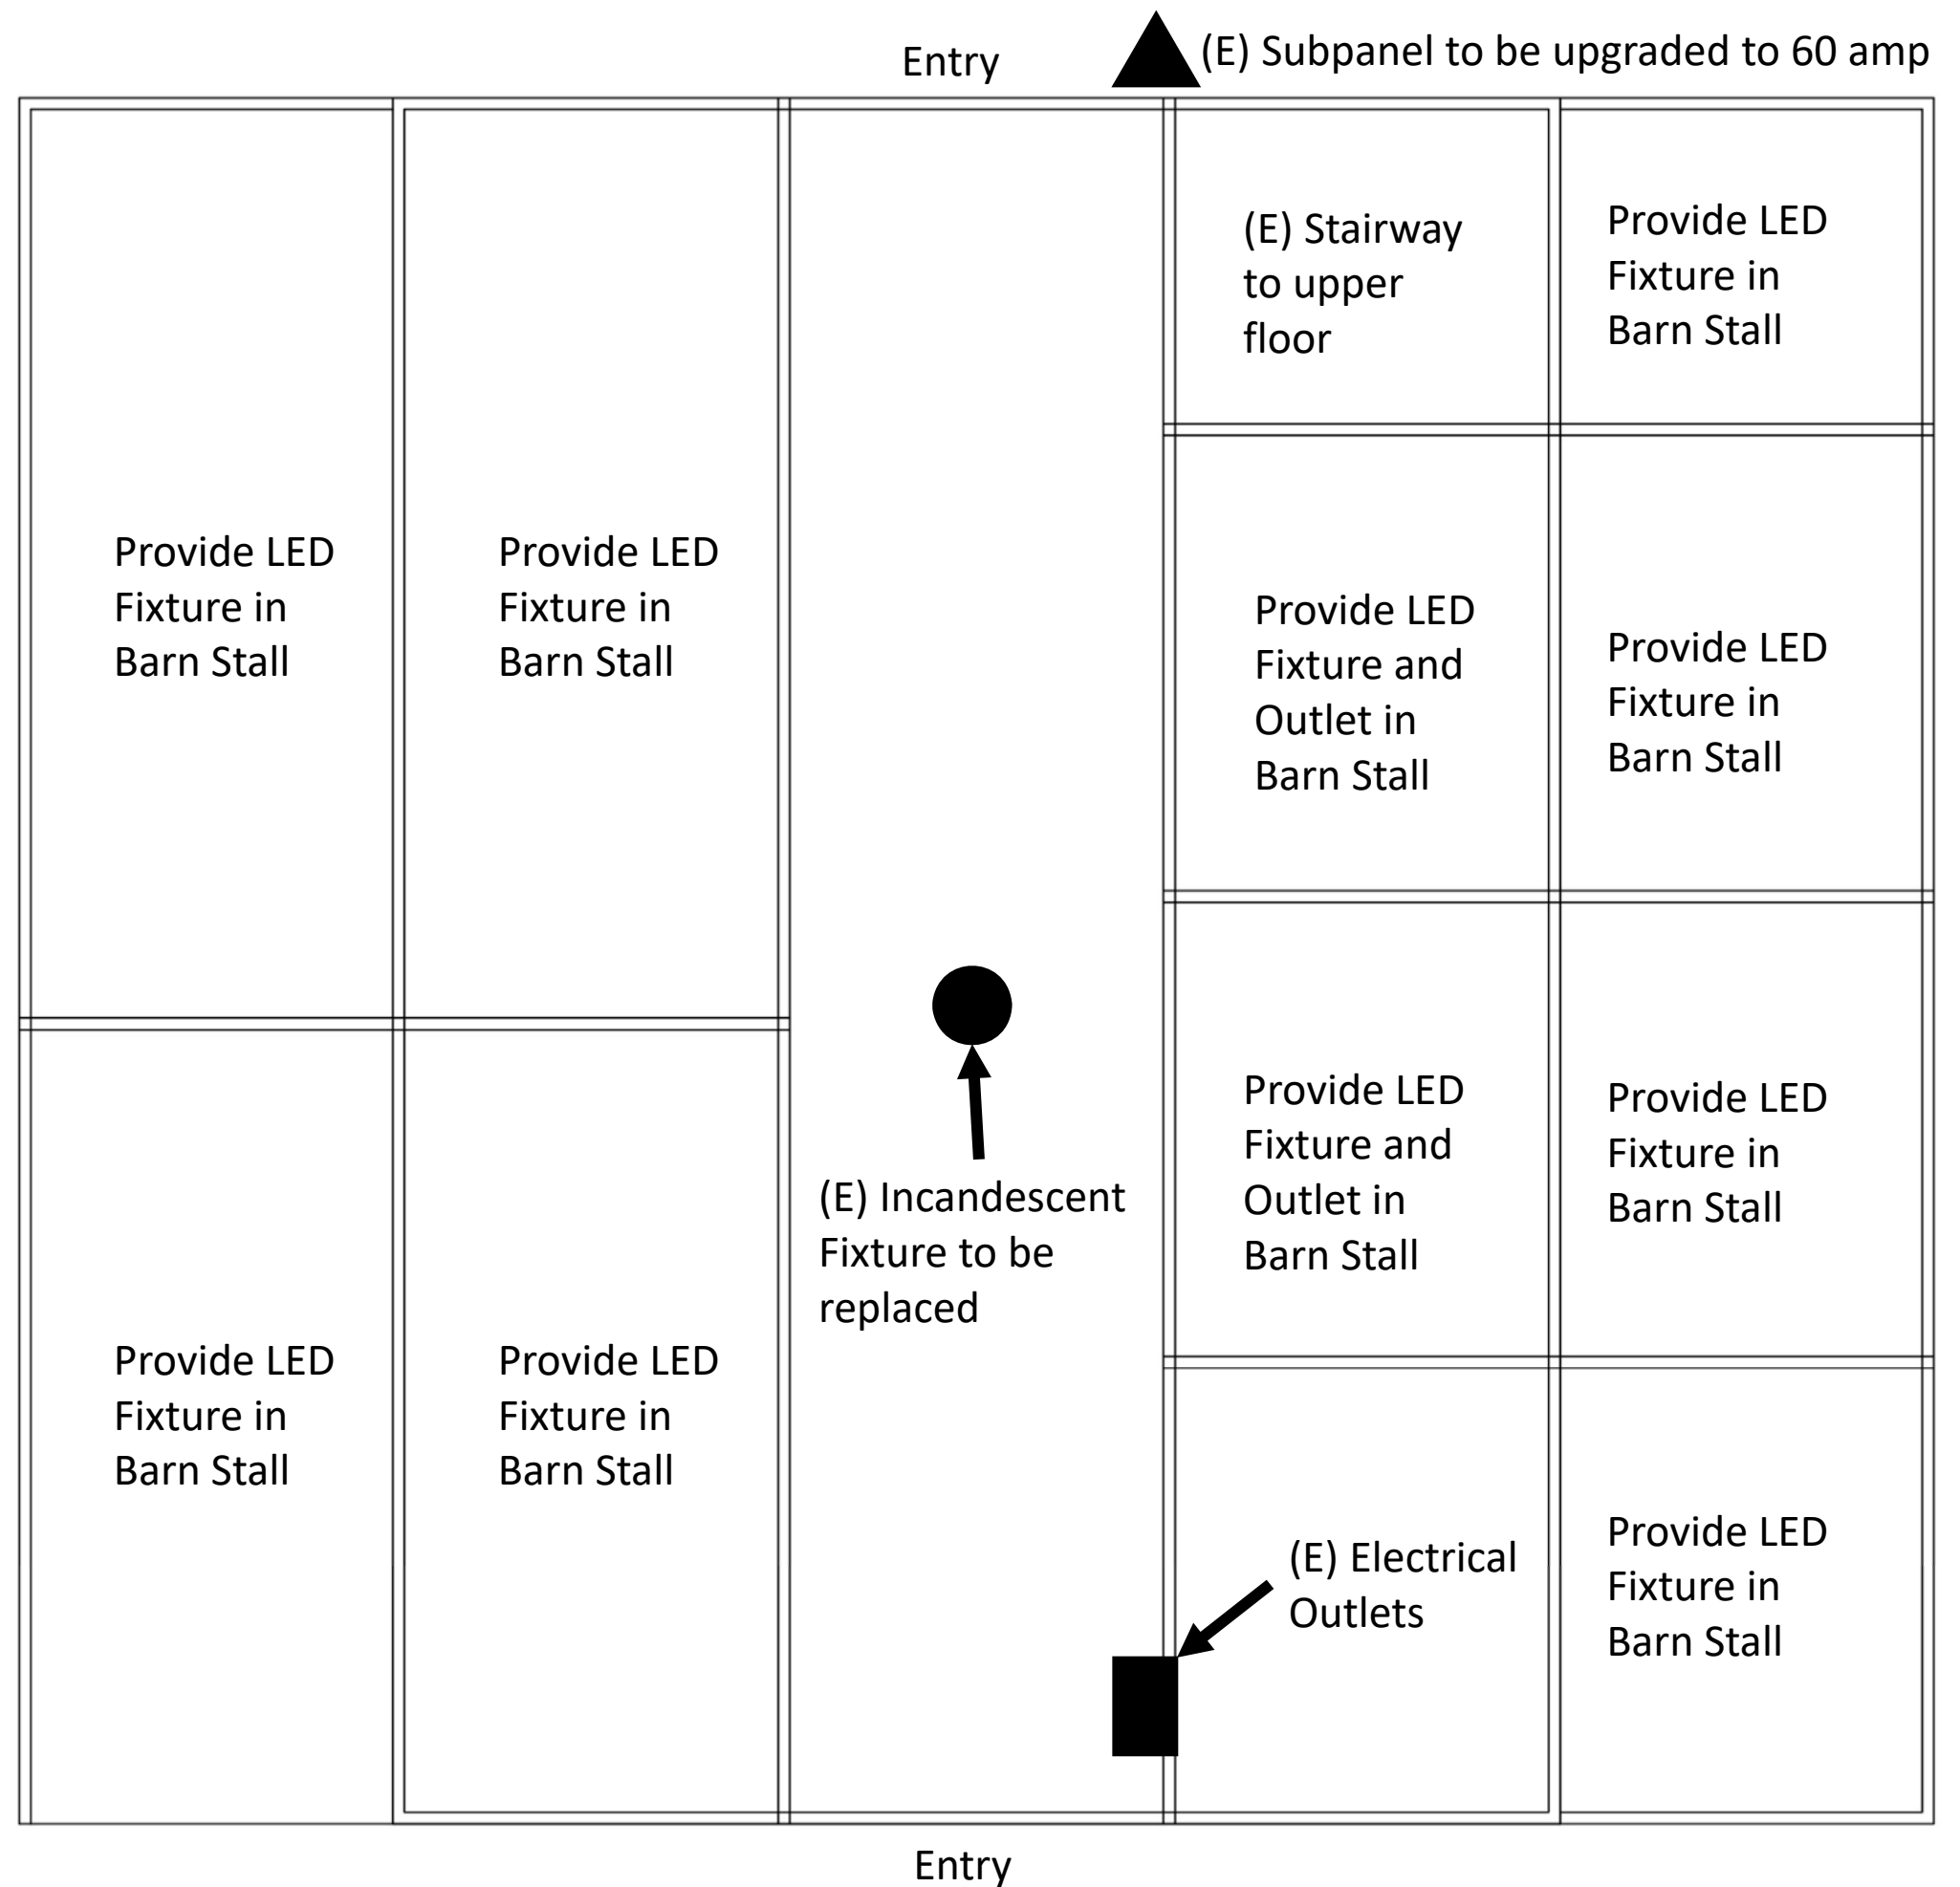 Entry
(E) Subpanel to be upgraded to 60 amp
(E) Stairway
to upper
floor
Provide LED
Fixture in
Barn Stall
Provide LED
Fixture in
Barn Stall
Provide LED
Fixture in
Barn Stall
Provide LED
Fixture and
Outlet in
Barn Stall
Provide LED
Fixture in
Barn Stall
(E) Incandescent
Fixture to be
replaced
Provide LED
Fixture and
Outlet in
Barn Stall
Provide LED
Fixture in
Barn Stall
Provide LED
Fixture in
Barn Stall
Provide LED
Fixture in
Barn Stall
(E) Electrical
Outlets
Provide LED
Fixture in
Barn Stall
Entry